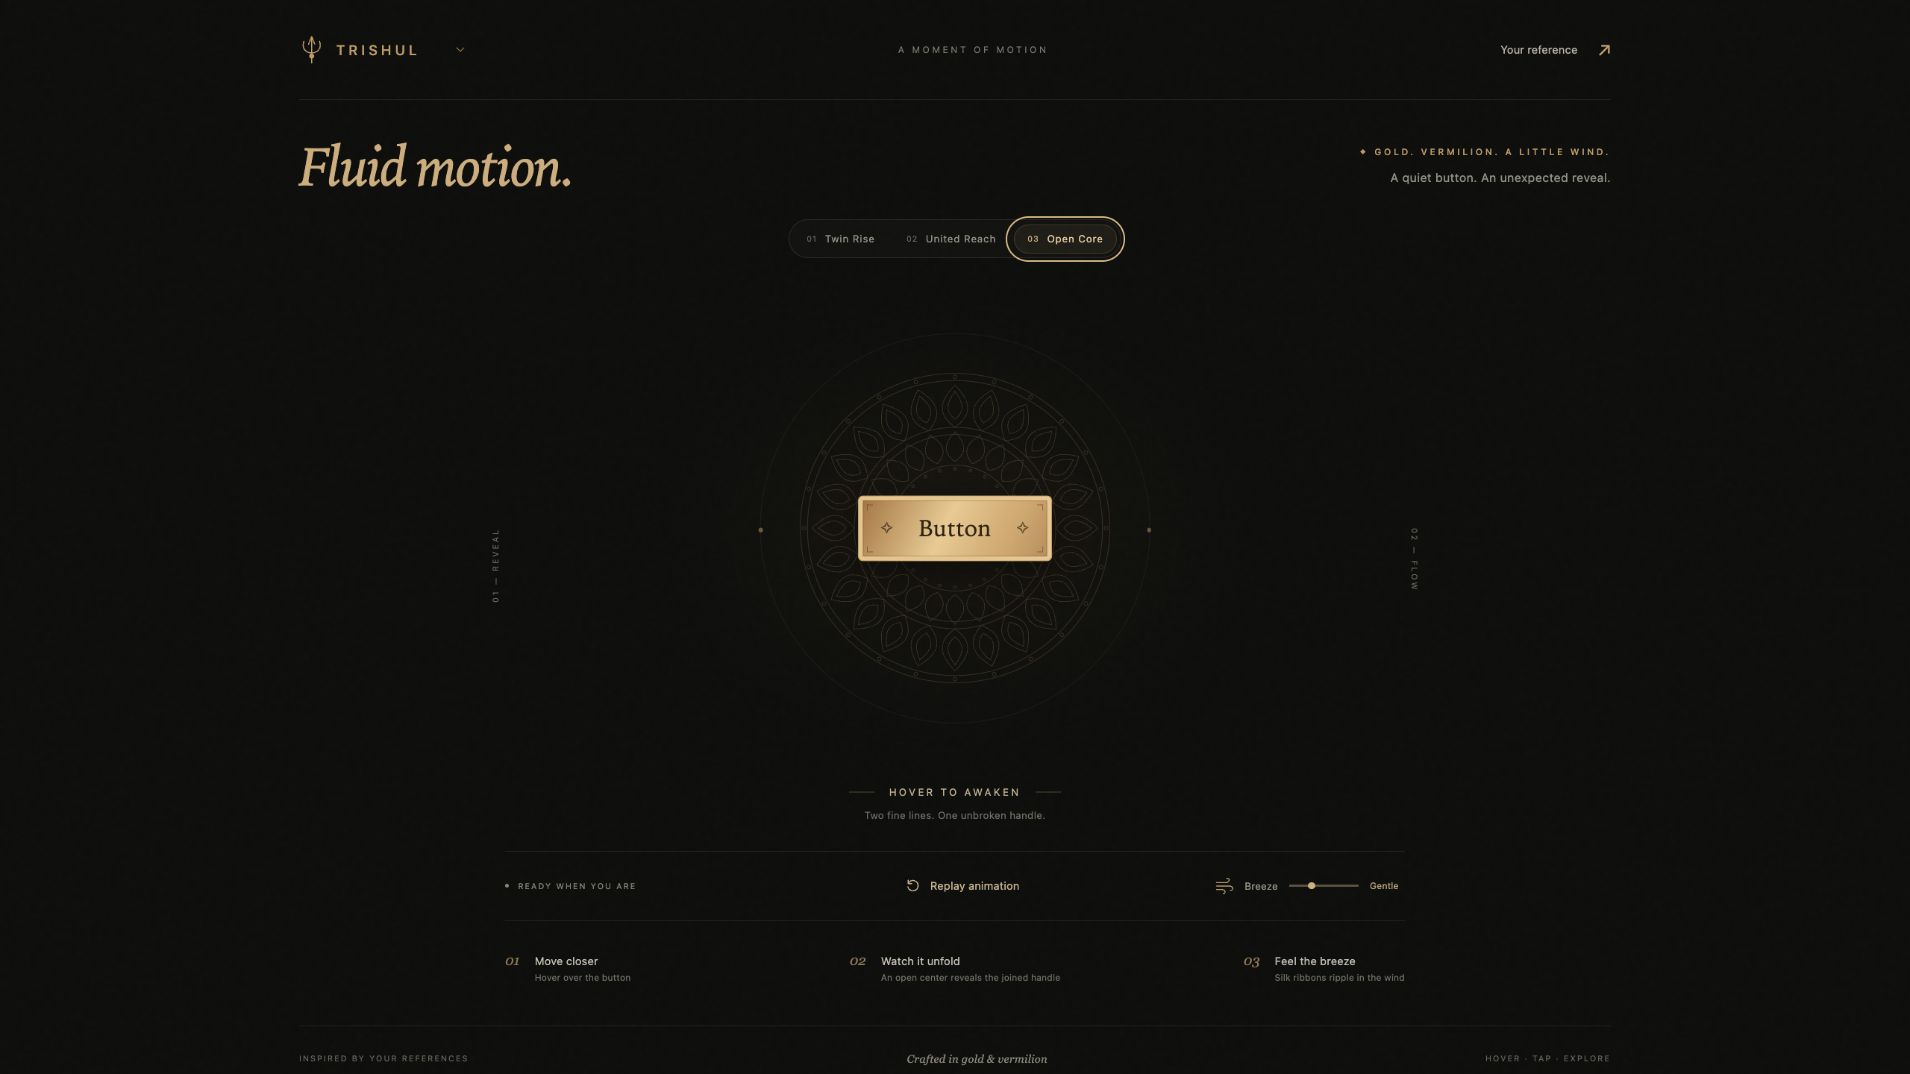 TRISHUL
A MOMENT OF MOTION
Your reference
Fluid motion.
GOLD. VERMILION. A LITTLE WIND.
A quiet button. An unexpected reveal.
01 Twin Rise
02 United Reach
03 Open Core
01 — REVEAL
Button
02 — FLOW
HOVER TO AWAKEN
Two fine lines. One unbroken handle.
READY WHEN YOU ARE
Replay animation
Breeze
Gentle
01 Move closer
Hover over the button
02 Watch it unfold
An open center reveals the joined handle
03 Feel the breeze
Silk ribbons ripple in the wind
INSPIRED BY YOUR REFERENCES
Crafted in gold & vermilion
HOVER · TAP · EXPLORE